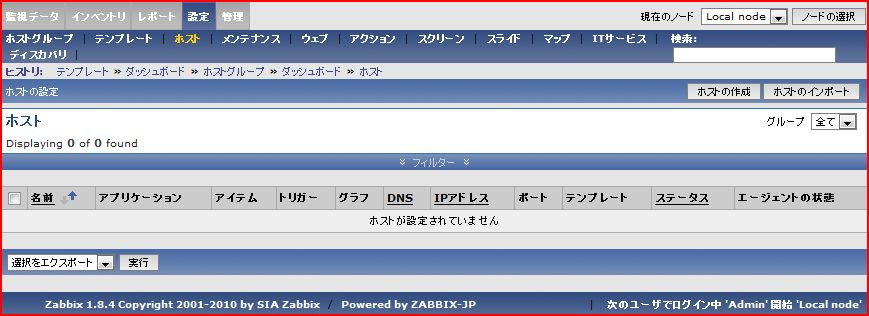 監視データ インベントリ レポート 設定 管理 現在のノード Local node ノードの選択
ホストグループ | テンプレート | ホスト | メンテナンス | ウェブ | アクション | スクリーン | スライド | マップ | ITサービス | 検索:
ディスカバリ |
ヒストリ: テンプレート » ダッシュボード » ホストグループ » ダッシュボード » ホスト
ホストの設定 ホストの作成 ホストのインポート
ホスト グループ 全て
Displaying 0 of 0 found
フィルター
名前 アプリケーション アイテム トリガー グラフ DNS IPアドレス ポート テンプレート ステータス エージェントの状態
ホストが設定されていません
選択をエクスポート 実行
Zabbix 1.8.4 Copyright 2001-2010 by SIA Zabbix / Powered by ZABBIX-JP | 次のユーザでログイン中 'Admin' 開始 'Local node'